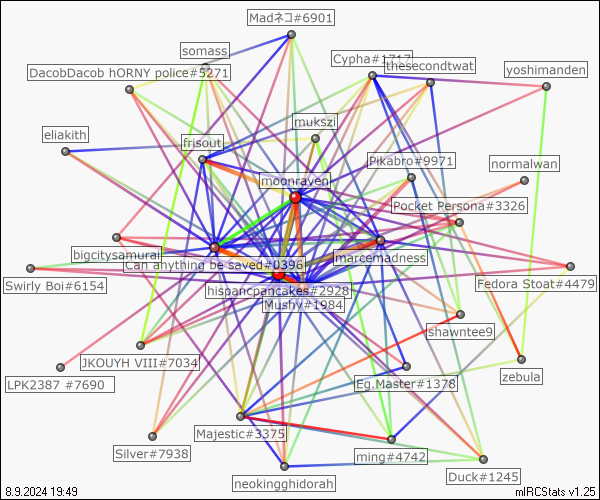 Madネコ#6901
somass
Cypha#1717
thesecondtwat
DacobDacob hORNY police#5271
yoshimanden
mukszi
eliakith
frisout
Pikabro#9971
normalwan
moonraven
Pocket Persona#3326
bigcitysamurai
marcemadness
Can anything be saved#0396
Swirly Boi#6154
hispancpancakes#2928
Fedora Stoat#4479
Mushy#1984
shawntee9
JKOUYH VIII#7034
zebula
LPK2387 #7690
Eg.Master#1378
Majestic#3375
Silver#7938
ming#4742
Duck#1245
neokingghidorah
8.9.2024 19:49
mIRCStats v1.25